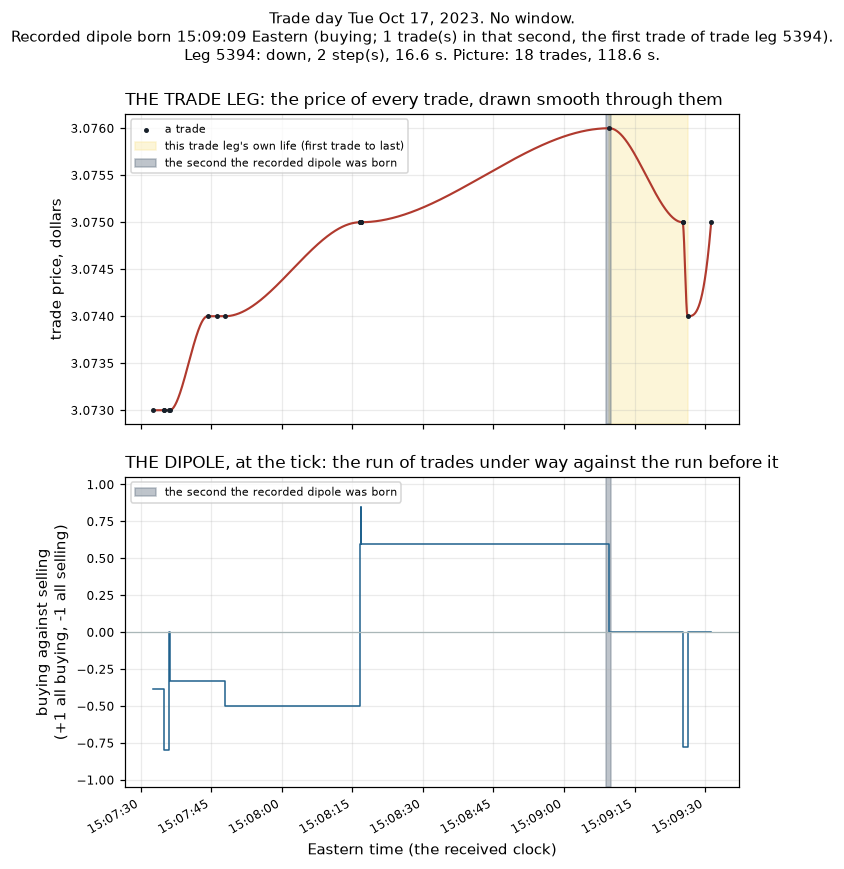 Trade day Tue Oct 17, 2023. No window.
Recorded dipole born 15:09:09 Eastern (buying; 1 trade(s) in that second, the first trade of trade leg 5394).
Leg 5394: down, 2 step(s), 16.6 s. Picture: 18 trades, 118.6 s.
THE TRADE LEG: the price of every trade, drawn smooth through them
a trade
this trade leg's own life (first trade to last)
the second the recorded dipole was born
trade price, dollars
3.0760
3.0755
3.0750
3.0745
3.0740
3.0735
3.0730
THE DIPOLE, at the tick: the run of trades under way against the run before it
the second the recorded dipole was born
buying against selling
(+1 all buying, -1 all selling)
1.00
0.75
0.50
0.25
0.00
−0.25
−0.50
−0.75
−1.00
15:07:30
15:07:45
15:08:00
15:08:15
15:08:30
15:08:45
15:09:00
15:09:15
15:09:30
Eastern time (the received clock)